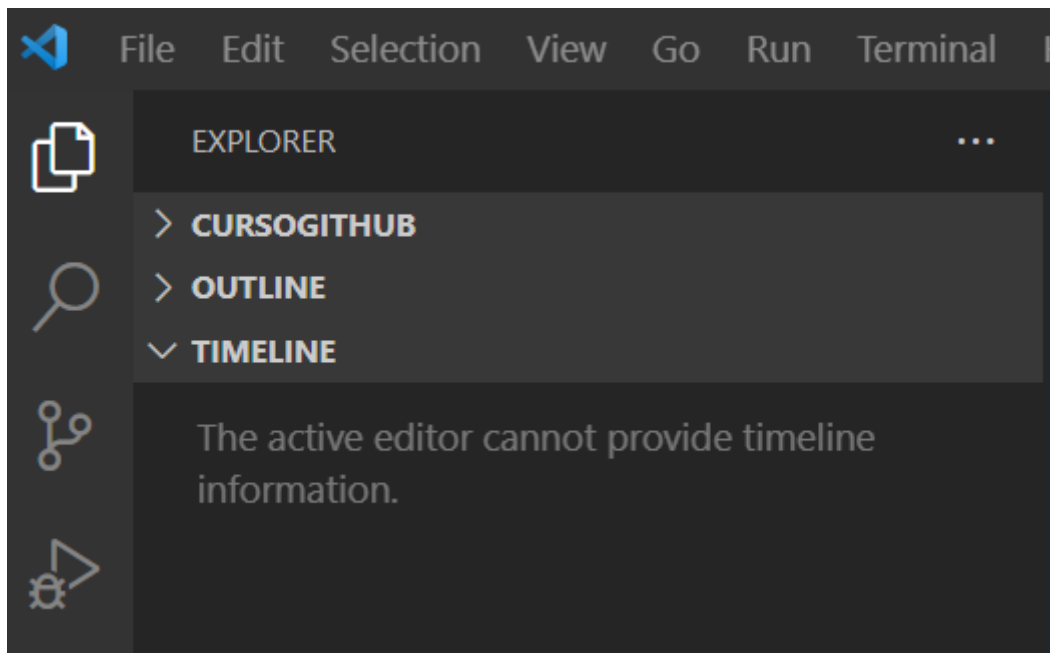 File Edit Selection View Go Run Terminal
EXPLORER
CURSOGITHUB
OUTLINE
TIMELINE
The active editor cannot provide timeline
information.